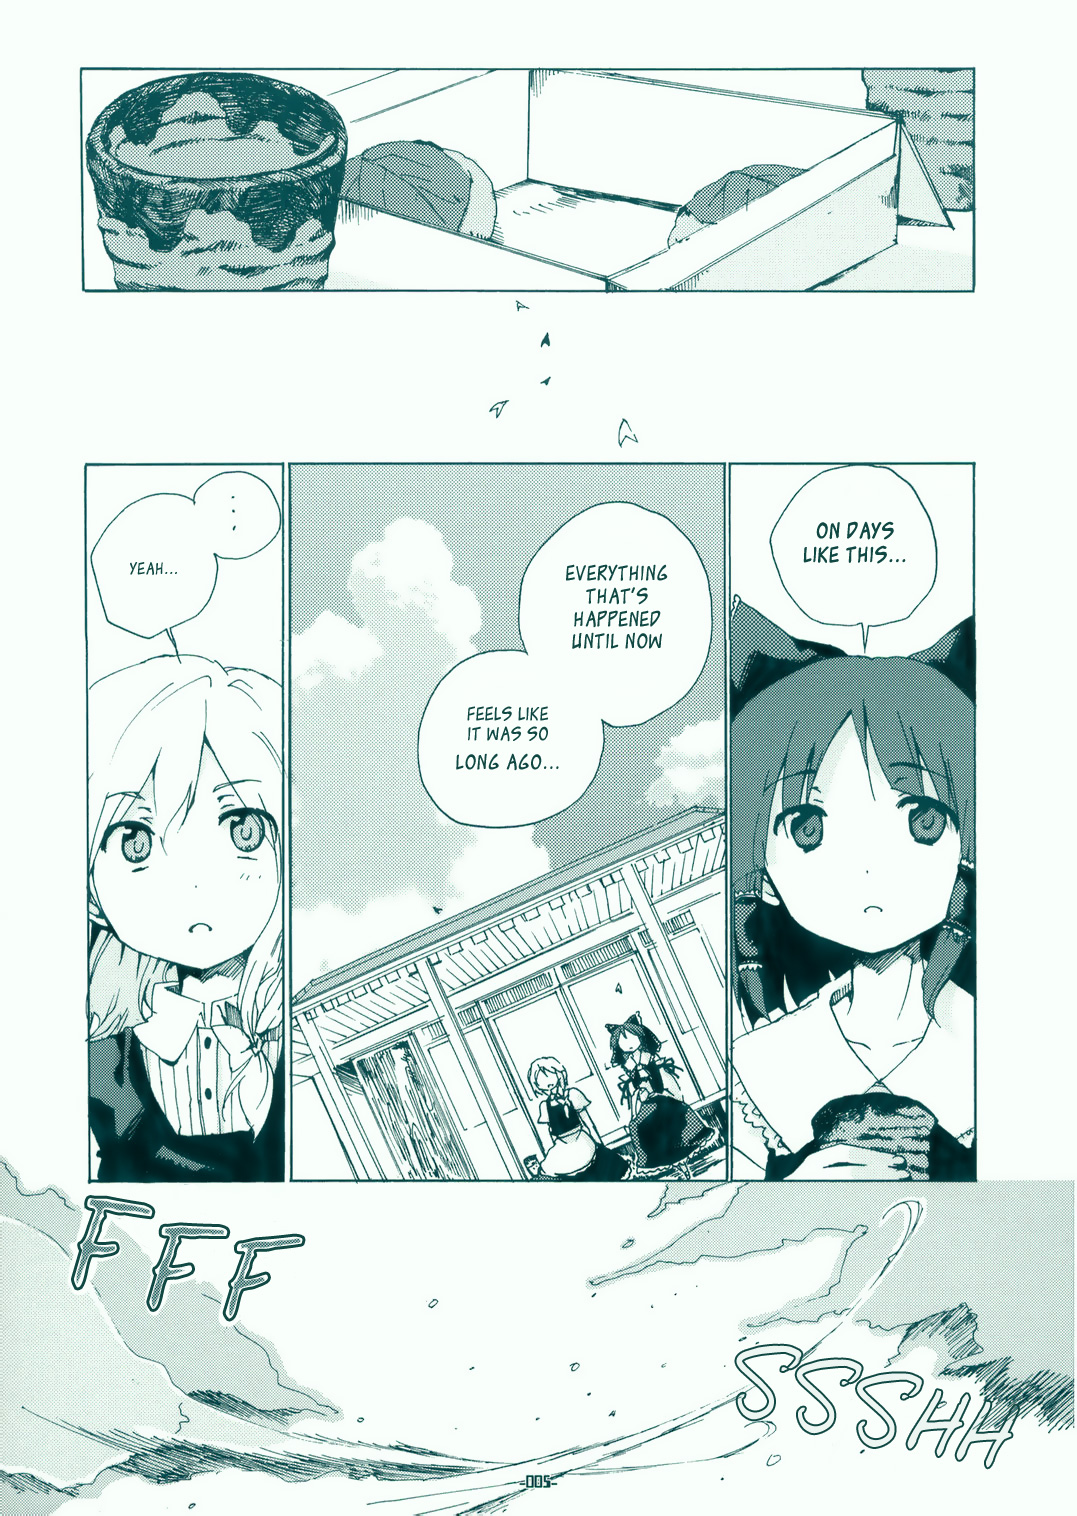 ON DAYS
LIKE THIS...
EVERYTHING
THAT'S
HAPPENED
UNTIL NOW
FEELS LIKE
IT WAS SO
LONG AGO...
...
YEAH...
FFF
SSSHH
-005-